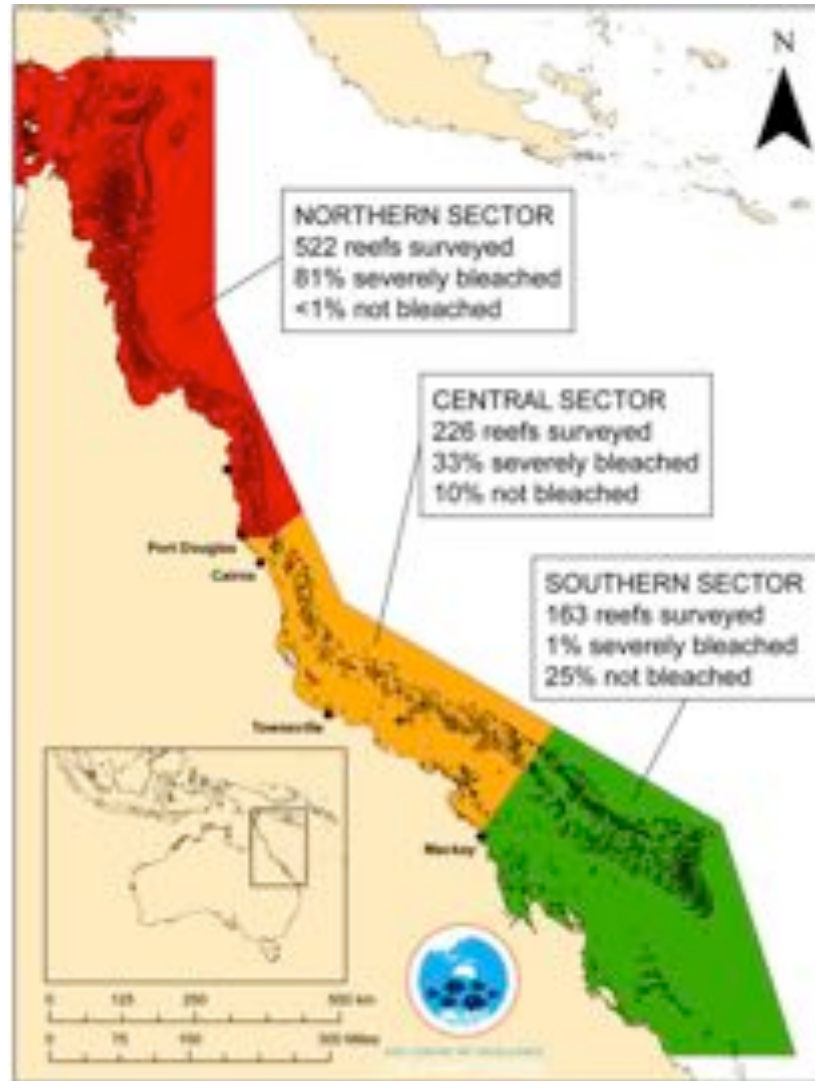 N
NORTHERN SECTOR
522 reefs surveyed
81% severely bleached
<1% not bleached
CENTRAL SECTOR
226 reefs surveyed
33% severely bleached
10% not bleached
SOUTHERN SECTOR
163 reefs surveyed
1% severely bleached
25% not bleached
Port Douglas
Cairns
Townsville
Mackay
0 125 250 500 km
0 75 150 300 Miles